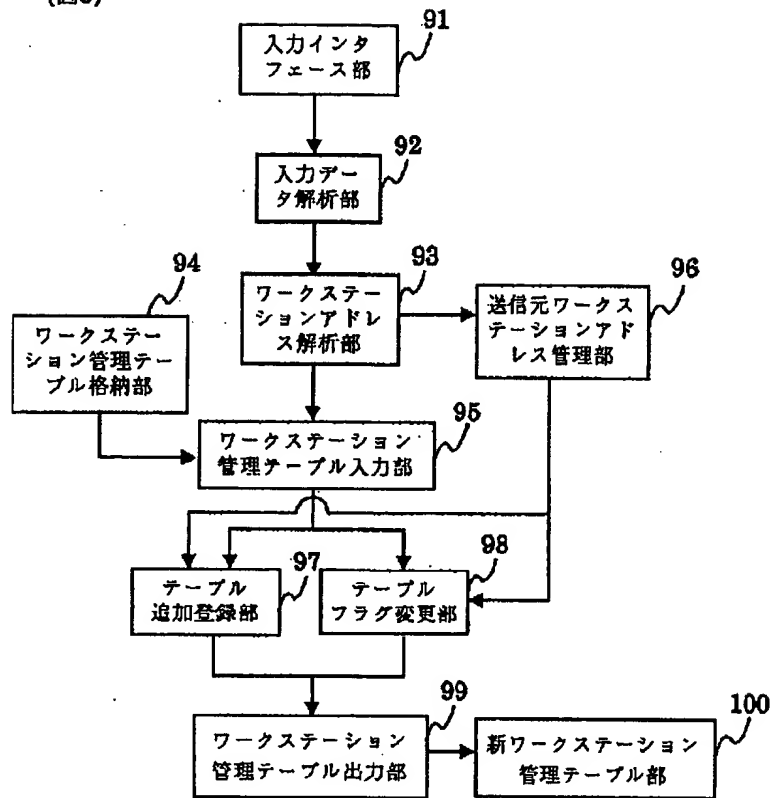 91
入力インタ
フェース部
92
入力デー
タ解析部
93
ワークステー
ションアドレ
ス解析部
94
ワークステー
ション管理テー
ブル格納部
96
送信元ワークス
テーションアド
レス管理部
95
ワークステーション
管理テーブル入力部
97
テーブル
追加登録部
98
テーブル
フラグ変更部
99
ワークステーション
管理テーブル出力部
100
新ワークステーション
管理テーブル部